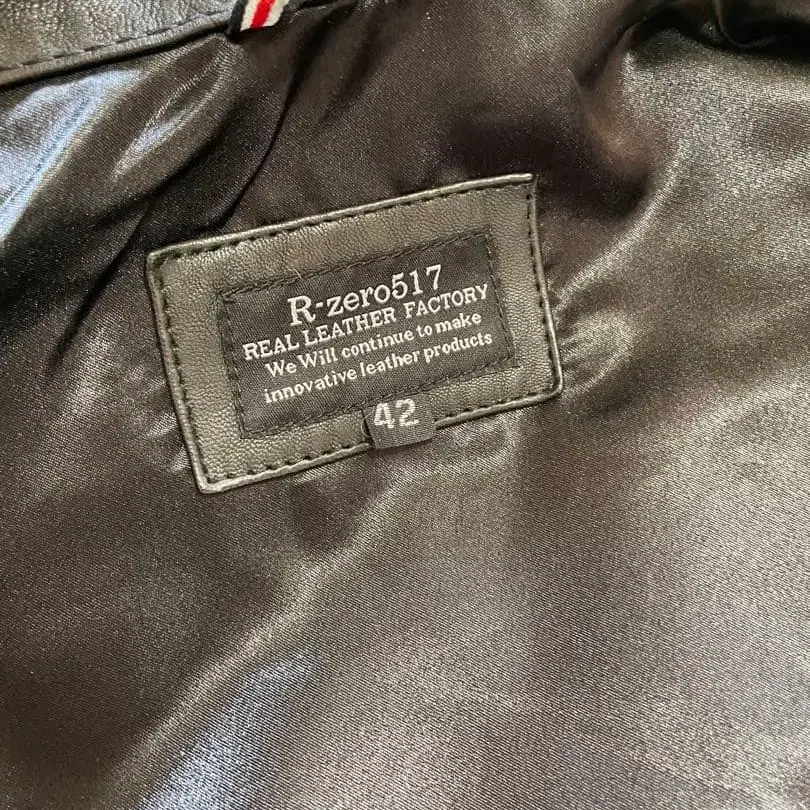 R-zero517
REAL LEATHER FACTORY
We Will continue to make
innovative leather products
42